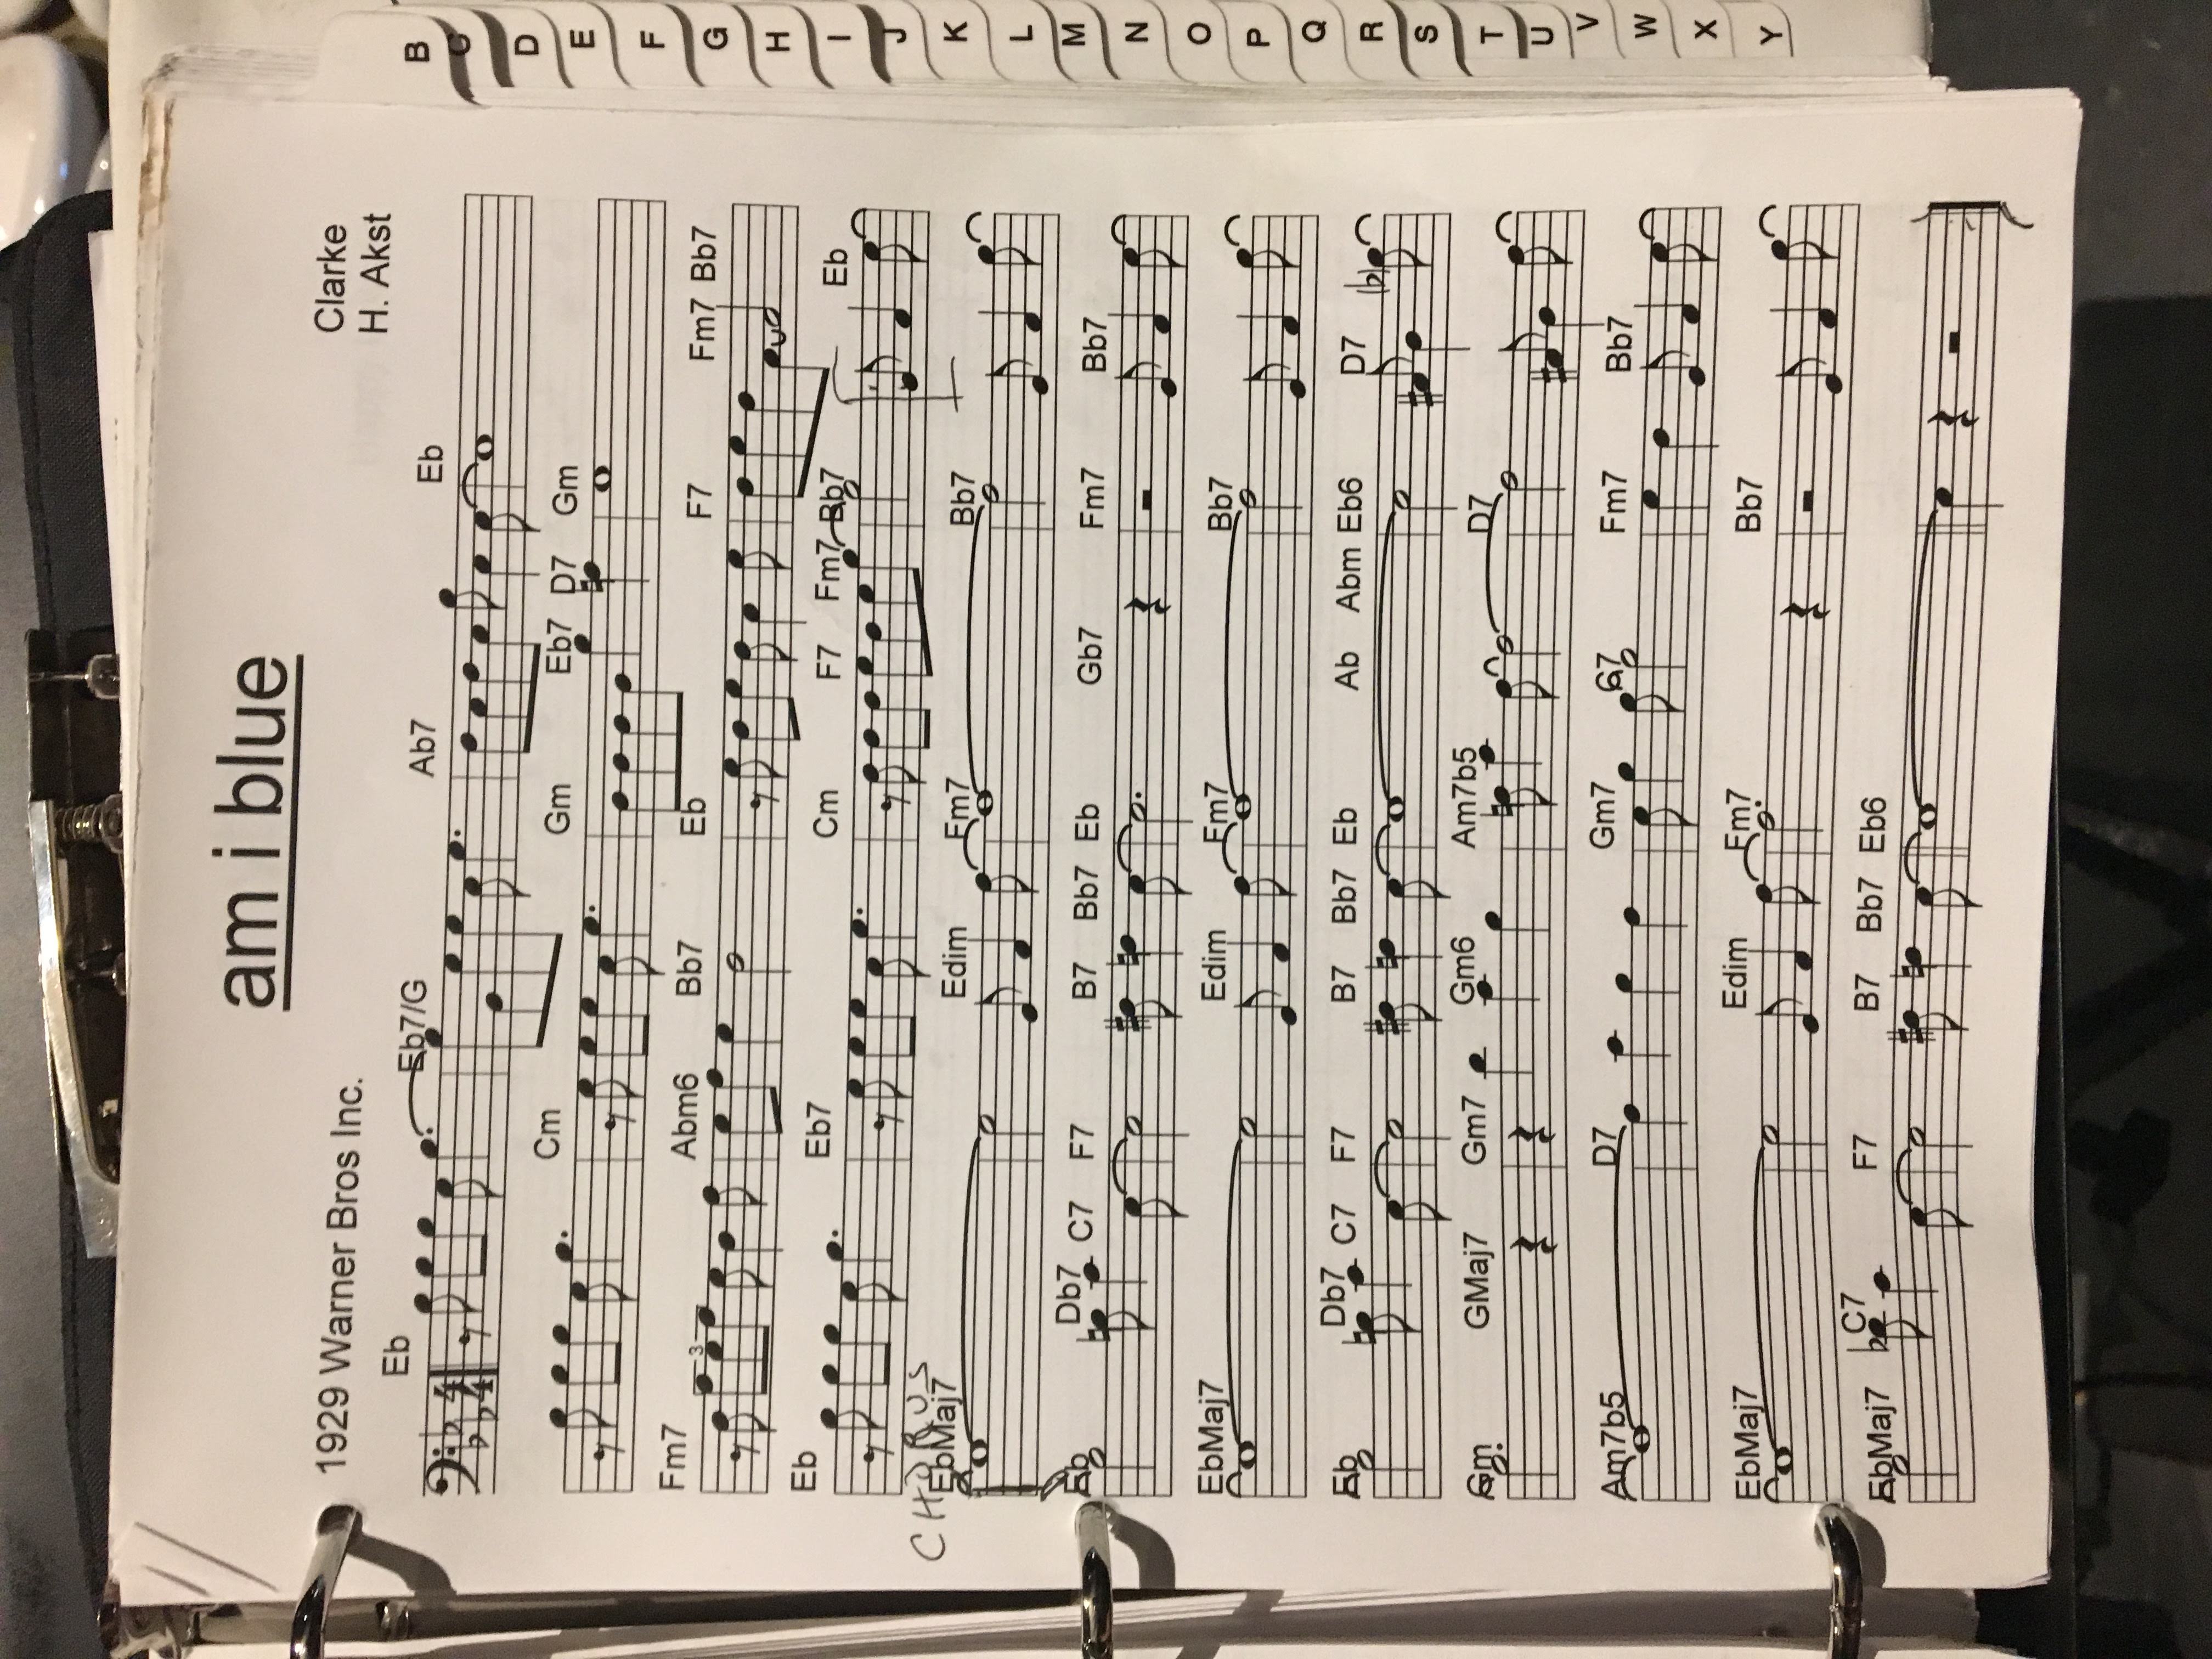 am i blue
1929 Warner Bros Inc.
Clarke
H. Akst
Eb Eb7/G Ab7 Eb
4
4
Cm Gm Eb7 D7 Gm
Fm7 Abm6 Bb7 Eb F7 Fm7 Bb7
3
Eb Eb7 Cm F7 Fm7 Bb7 Eb
CHORUS
EbMaj7 Edim Fm7 Bb7
Eb Db7 C7 F7 B7 Bb7 Eb Gb7 Fm7 Bb7
EbMaj7 Edim Fm7 Bb7
Eb Db7 C7 F7 B7 Bb7 Eb Ab Abm Eb6 D7
Gm GMaj7 Gm7 Gm6 Am7b5 D7
Am7b5 D7 Gm7 C7 Fm7 Bb7
EbMaj7 Edim Fm7 Bb7
EbMaj7 C7 F7 B7 Bb7 Eb6
B
C
D
E
F
G
H
I
J
K
L
M
N
O
P
Q
R
S
T
U
V
W
X
Y